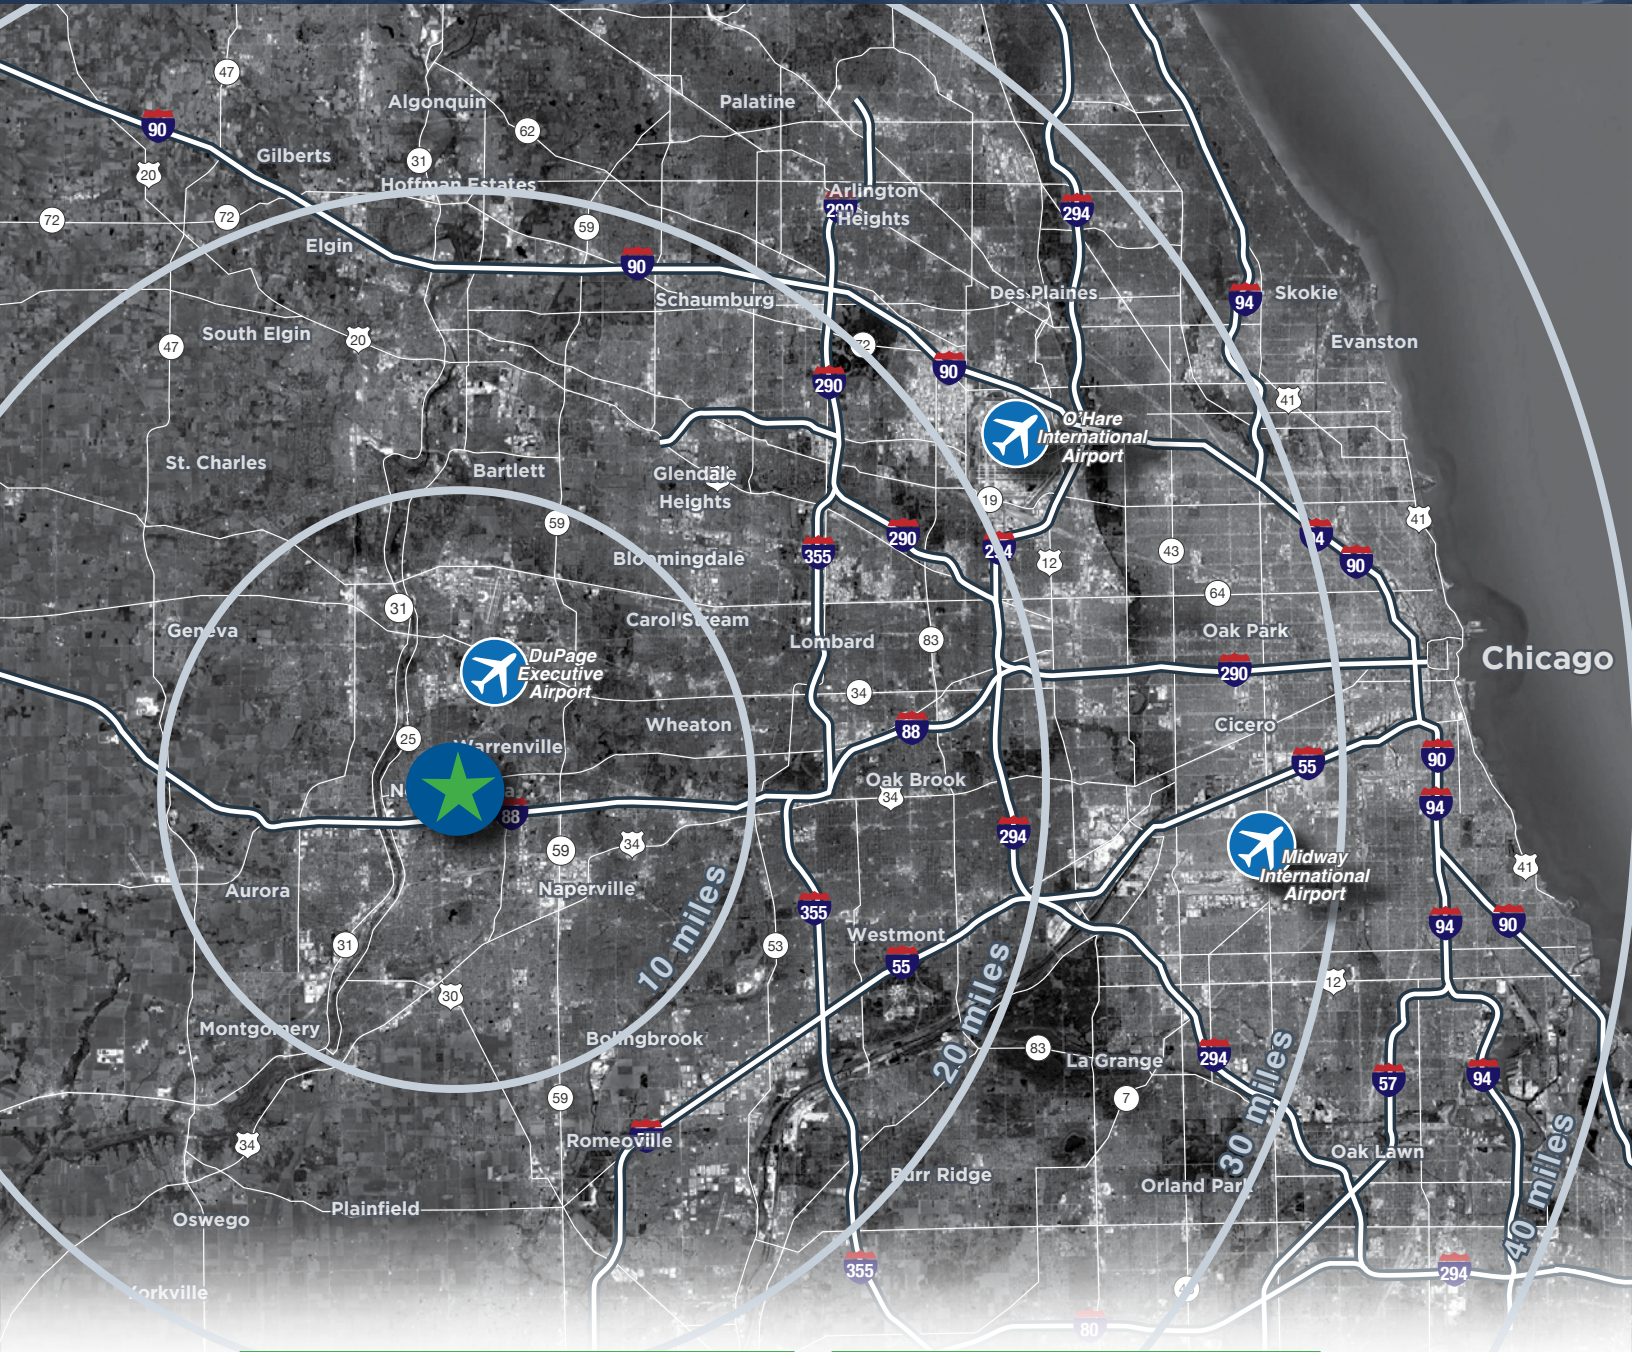 47
Algonquin
Palatine
90
62
Gilberts
31
20
Hoffman Estates
Arlington
Heights
290
294
72
72
59
Elgin
90
Schaumburg
Des Plaines
94
Skokie
South Elgin
20
47
72
Evanston
90
290
41
O'Hare
International
Airport
St. Charles
Bartlett
Glendale
Heights
19
59
41
290
294
94
355
Bloomingdale
12
43
90
31
64
Geneva
Carol Stream
Lombard
83
Oak Park
DuPage
Executive
Airport
Chicago
290
34
Wheaton
88
Cicero
25
Warrenville
55
90
Oak Brook
34
94
88
294
59
34
Midway
International
Airport
41
Aurora
Naperville
10 miles
355
94
90
31
53
Westmont
55
20 miles
12
30
Montgomery
Bolingbrook
83
La Grange
294
30 miles
57
94
59
7
34
Romeoville
55
Oak Lawn
40 miles
Burr Ridge
Orland Park
Plainfield
Oswego
355
294
Yorkville
80